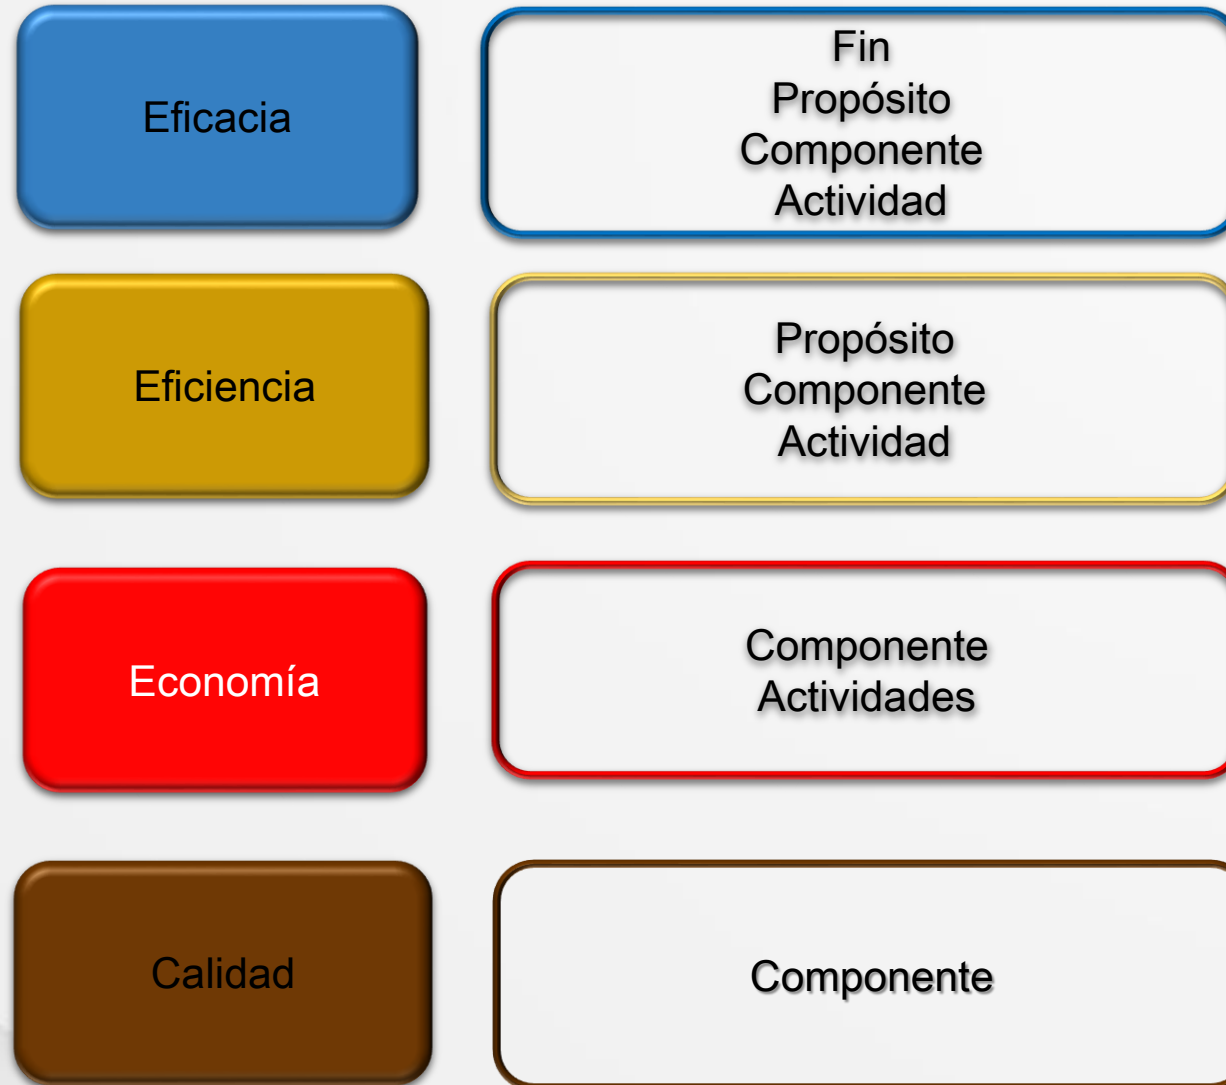 Eficacia
Fin
Propósito
Componente
Actividad
Eficiencia
Propósito
Componente
Actividad
Economía
Componente
Actividades
Calidad
Componente